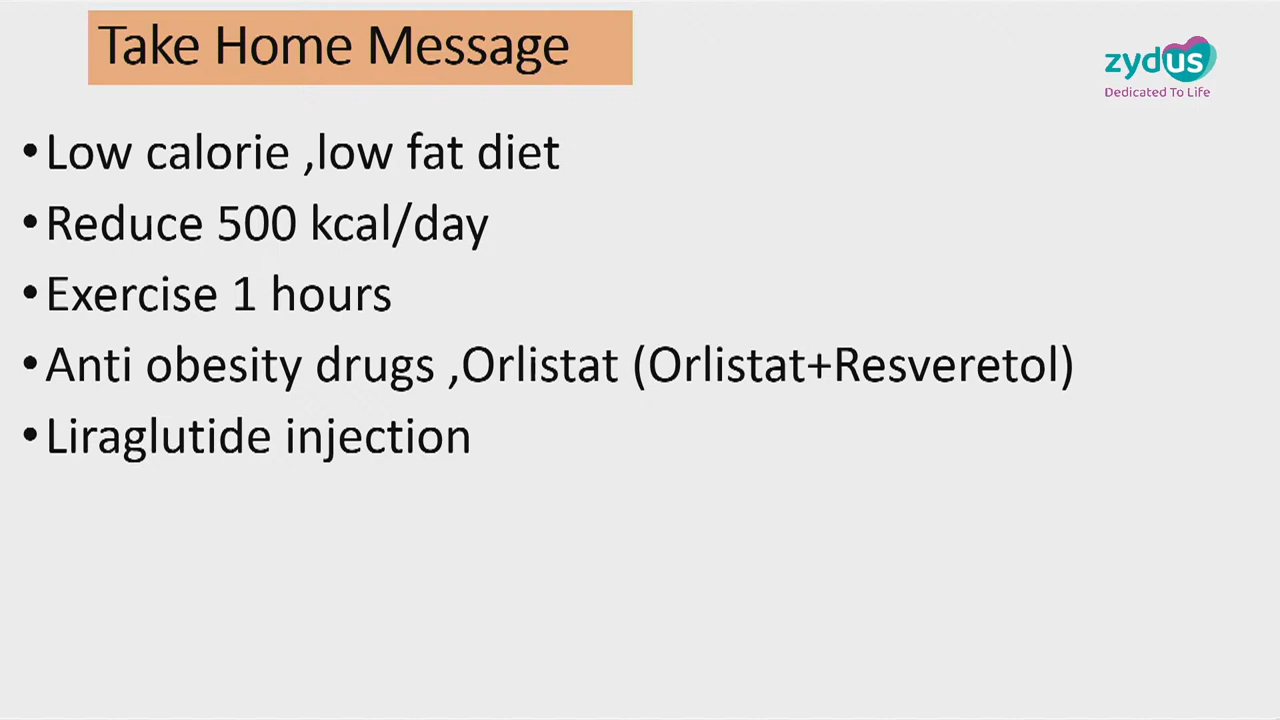 Take Home Message
zydus
Dedicated To Life
•Low calorie ,low fat diet
•Reduce 500 kcal/day
•Exercise 1 hours
•Anti obesity drugs ,Orlistat (Orlistat+Resveretol)
•Liraglutide injection